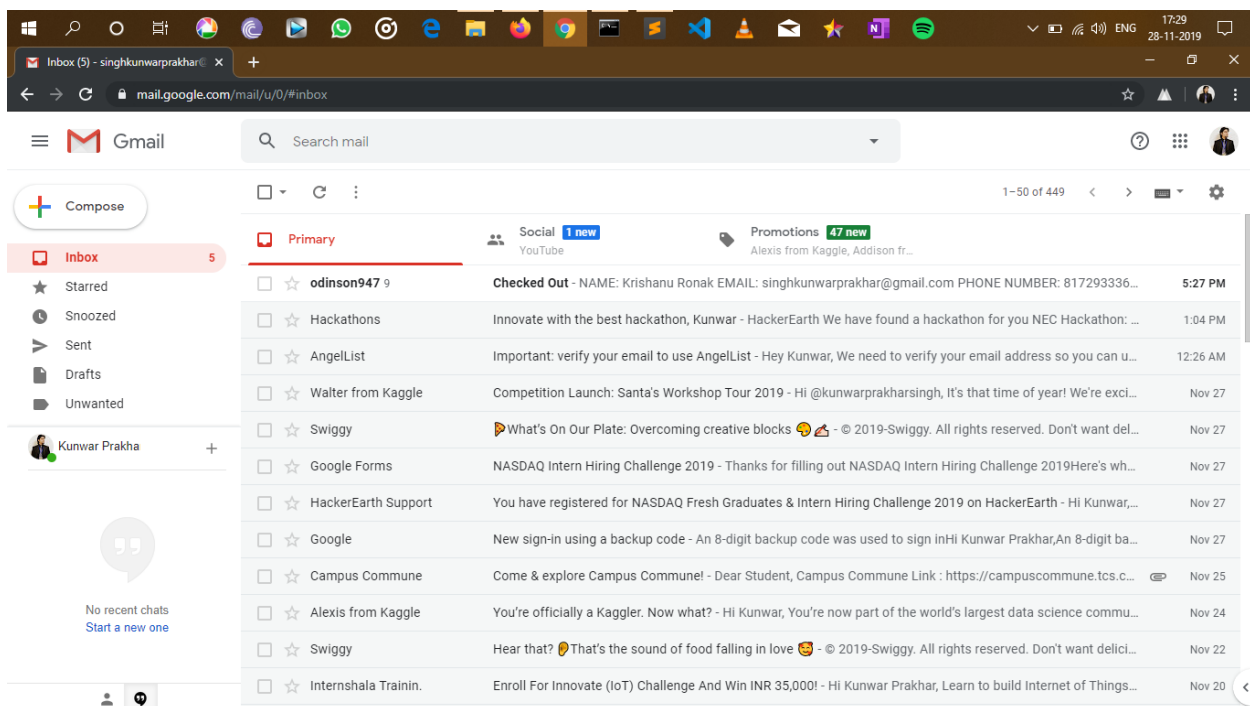 ENG
17:29
28-11-2019
Inbox (5) - singhkunwarprakhar@
mail.google.com/mail/u/0/#inbox
Gmail
Search mail
Compose
1–50 of 449
Inbox 5
Starred
Snoozed
Sent
Drafts
Unwanted
Kunwar Prakha
No recent chats
Start a new one
Primary
Social 1 new
YouTube
Promotions 47 new
Alexis from Kaggle, Addison fr...
odinson947 9 Checked Out - NAME: Krishanu Ronak EMAIL: singhkunwarprakhar@gmail.com PHONE NUMBER: 817293336... 5:27 PM
Hackathons Innovate with the best hackathon, Kunwar - HackerEarth We have found a hackathon for you NEC Hackathon: ... 1:04 PM
AngelList Important: verify your email to use AngelList - Hey Kunwar, We need to verify your email address so you can u... 12:26 AM
Walter from Kaggle Competition Launch: Santa's Workshop Tour 2019 - Hi @kunwarprakharsingh, It's that time of year! We're exci... Nov 27
Swiggy 🍕What's On Our Plate: Overcoming creative blocks 🎨✍ - © 2019-Swiggy. All rights reserved. Don't want del... Nov 27
Google Forms NASDAQ Intern Hiring Challenge 2019 - Thanks for filling out NASDAQ Intern Hiring Challenge 2019Here's wh... Nov 27
HackerEarth Support You have registered for NASDAQ Fresh Graduates & Intern Hiring Challenge 2019 on HackerEarth - Hi Kunwar,... Nov 27
Google New sign-in using a backup code - An 8-digit backup code was used to sign inHi Kunwar Prakhar,An 8-digit ba... Nov 27
Campus Commune Come & explore Campus Commune! - Dear Student, Campus Commune Link : https://campuscommune.tcs.c... Nov 25
Alexis from Kaggle You're officially a Kaggler. Now what? - Hi Kunwar, You're now part of the world's largest data science commu... Nov 24
Swiggy Hear that? 👂That's the sound of food falling in love 🥰 - © 2019-Swiggy. All rights reserved. Don't want delici... Nov 22
Internshala Trainin. Enroll For Innovate (IoT) Challenge And Win INR 35,000! - Hi Kunwar Prakhar, Learn to build Internet of Things... Nov 20